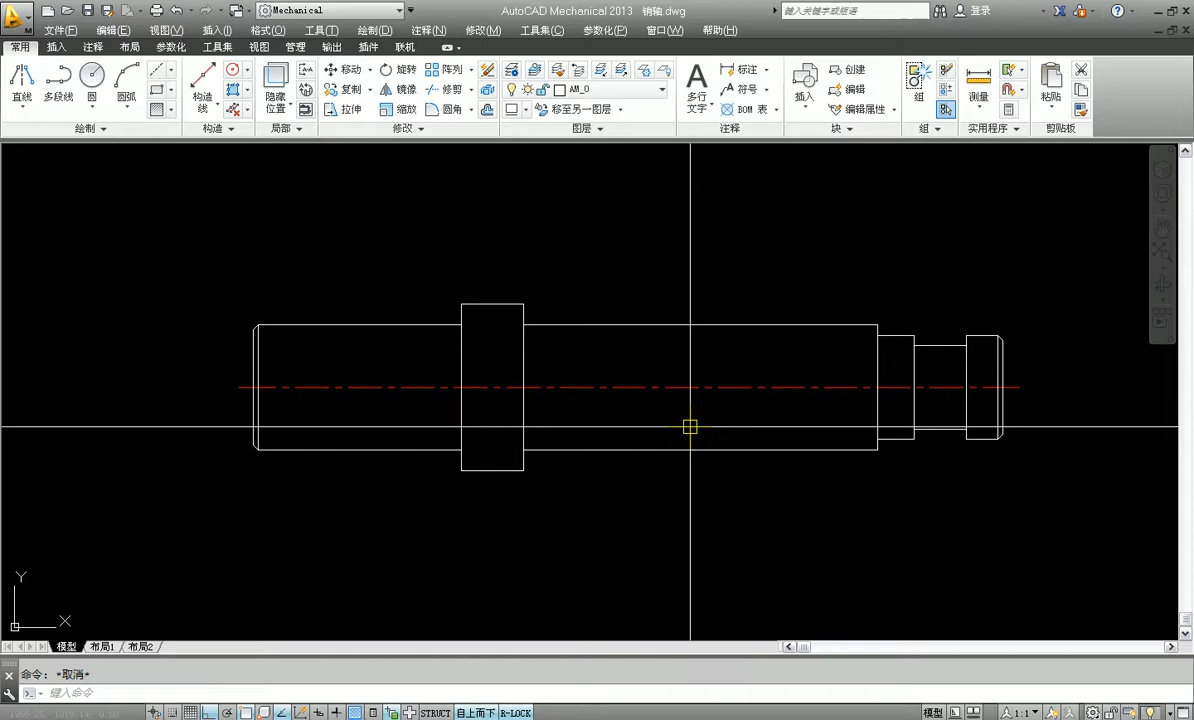 Mechanical AutoCAD Mechanical 2013 销轴.dwg 键入关键字或短语 登录
文件(F) 编辑(E) 视图(V) 插入(I) 格式(O) 工具(T) 绘制(D) 注释(N) 修改(M) 工具集(C) 参数化(P) 窗口(W) 帮助(H)
常用 插入 注释 布局 参数化 工具集 视图 管理 输出 插件 联机
移动 旋转 阵列 标注 创建
直线 多段线 圆 圆弧 构造线 隐藏位置 复制 镜像 修剪 AM_0 多行文字 符号 插入 编辑 组 测量 粘贴
拉伸 缩放 圆角 移至另一图层 BOM 表 编辑属性
绘制 构造 局部 修改 图层 注释 块 组 实用程序 剪贴板
Y
X
模型 布局1 布局2
命令: *取消*
键入命令
STRUCT 自上而下 R-LOCK 模型 1:1